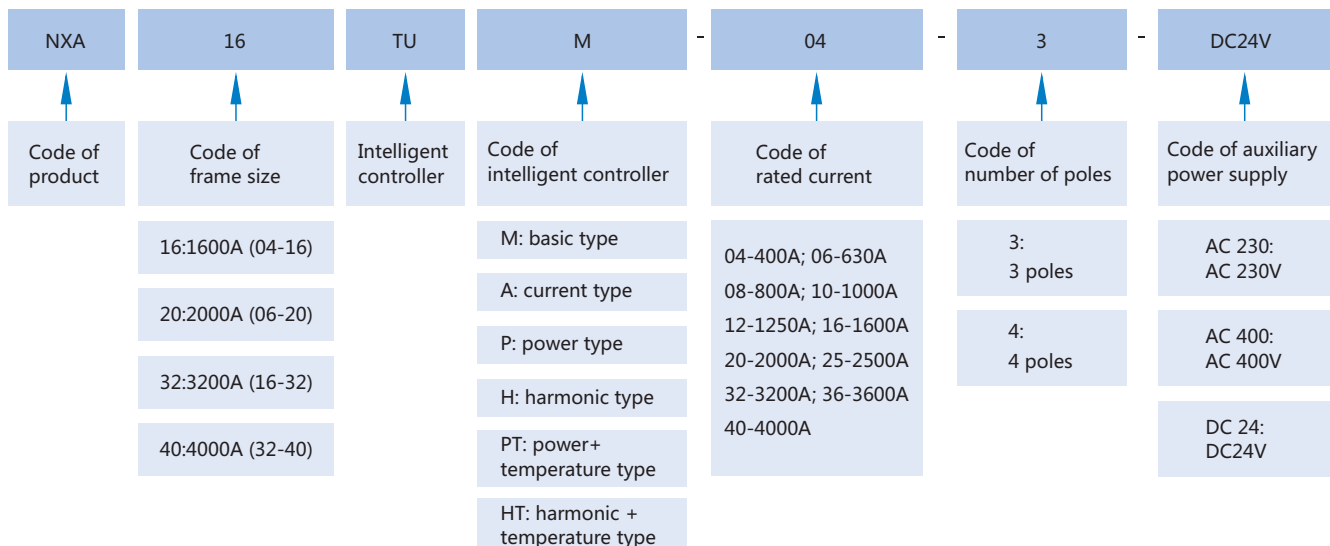 NXA
16
TU
M
-
04
-
3
-
DC24V
Code of
product
Code of
frame size
Intelligent
controller
Code of
intelligent controller
Code of
rated current
Code of
number of poles
Code of auxiliary
power supply
16:1600A (04-16)
20:2000A (06-20)
32:3200A (16-32)
40:4000A (32-40)
M: basic type
A: current type
P: power type
H: harmonic type
PT: power+
temperature type
HT: harmonic +
temperature type
04-400A; 06-630A
08-800A; 10-1000A
12-1250A; 16-1600A
20-2000A; 25-2500A
32-3200A; 36-3600A
40-4000A
3:
3 poles
4:
4 poles
AC 230:
AC 230V
AC 400:
AC 400V
DC 24:
DC24V